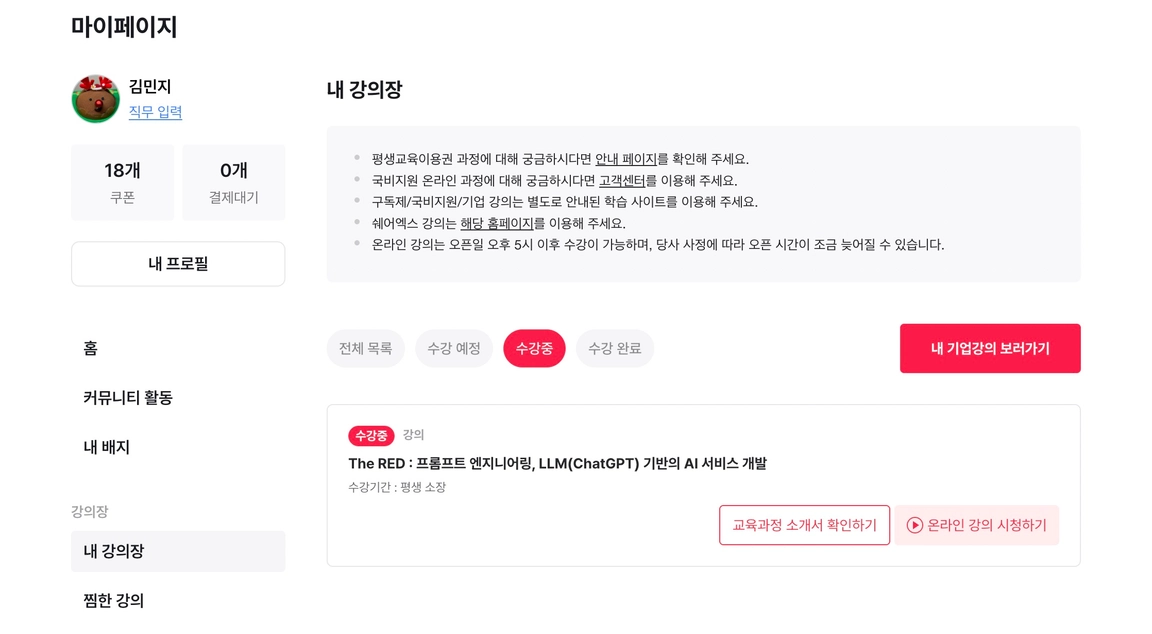 마이페이지
김민지
직무 입력
18개
쿠폰
0개
결제대기
내 프로필
홈
커뮤니티 활동
내 배지
강의장
내 강의장
찜한 강의
내 강의장
평생교육이용권 과정에 대해 궁금하시다면 안내 페이지를 확인해 주세요.
국비지원 온라인 과정에 대해 궁금하시다면 고객센터를 이용해 주세요.
구독제/국비지원/기업 강의는 별도로 안내된 학습 사이트를 이용해 주세요.
쉐어엑스 강의는 해당 홈페이지를 이용해 주세요.
온라인 강의는 오픈일 오후 5시 이후 수강이 가능하며, 당사 사정에 따라 오픈 시간이 조금 늦어질 수 있습니다.
전체 목록 수강 예정 수강중 수강 완료
내 기업강의 보러가기
수강중 강의
The RED : 프롬프트 엔지니어링, LLM(ChatGPT) 기반의 AI 서비스 개발
수강기간 : 평생 소장
교육과정 소개서 확인하기
온라인 강의 시청하기